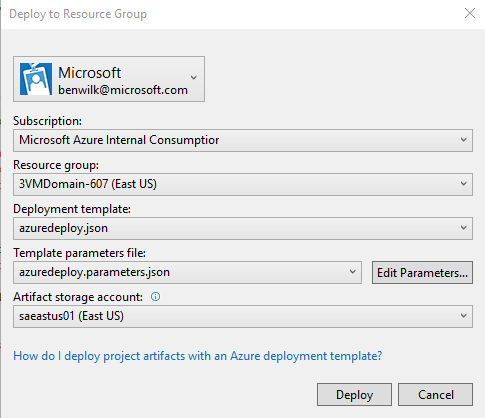 Deploy to Resource Group
Microsoft
benwilk@microsoft.com
Subscription:
Microsoft Azure Internal Consumption
Resource group:
3VMDomain-607 (East US)
Deployment template:
azuredeploy.json
Template parameters file:
azuredeploy.parameters.json
Edit Parameters...
Artifact storage account:
saeastus01 (East US)
How do I deploy project artifacts with an Azure deployment template?
Deploy
Cancel